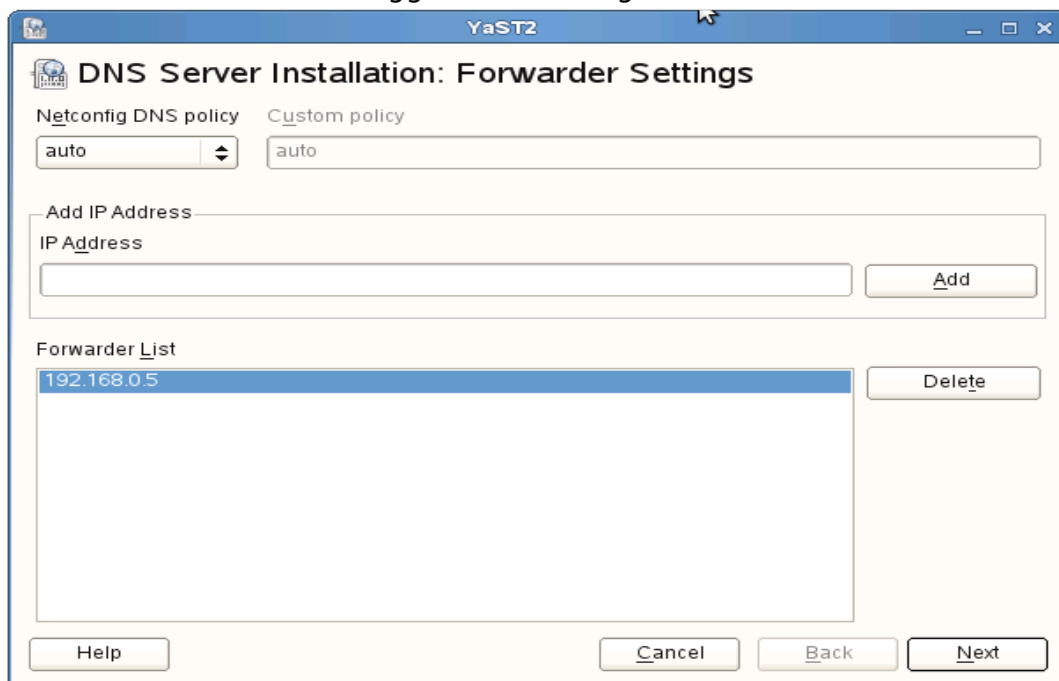 YaST2
DNS Server Installation: Forwarder Settings
Netconfig DNS policy Custom policy
auto auto
Add IP Address
IP Address
Add
Forwarder List
192.168.0.5
Delete
Help Cancel Back Next